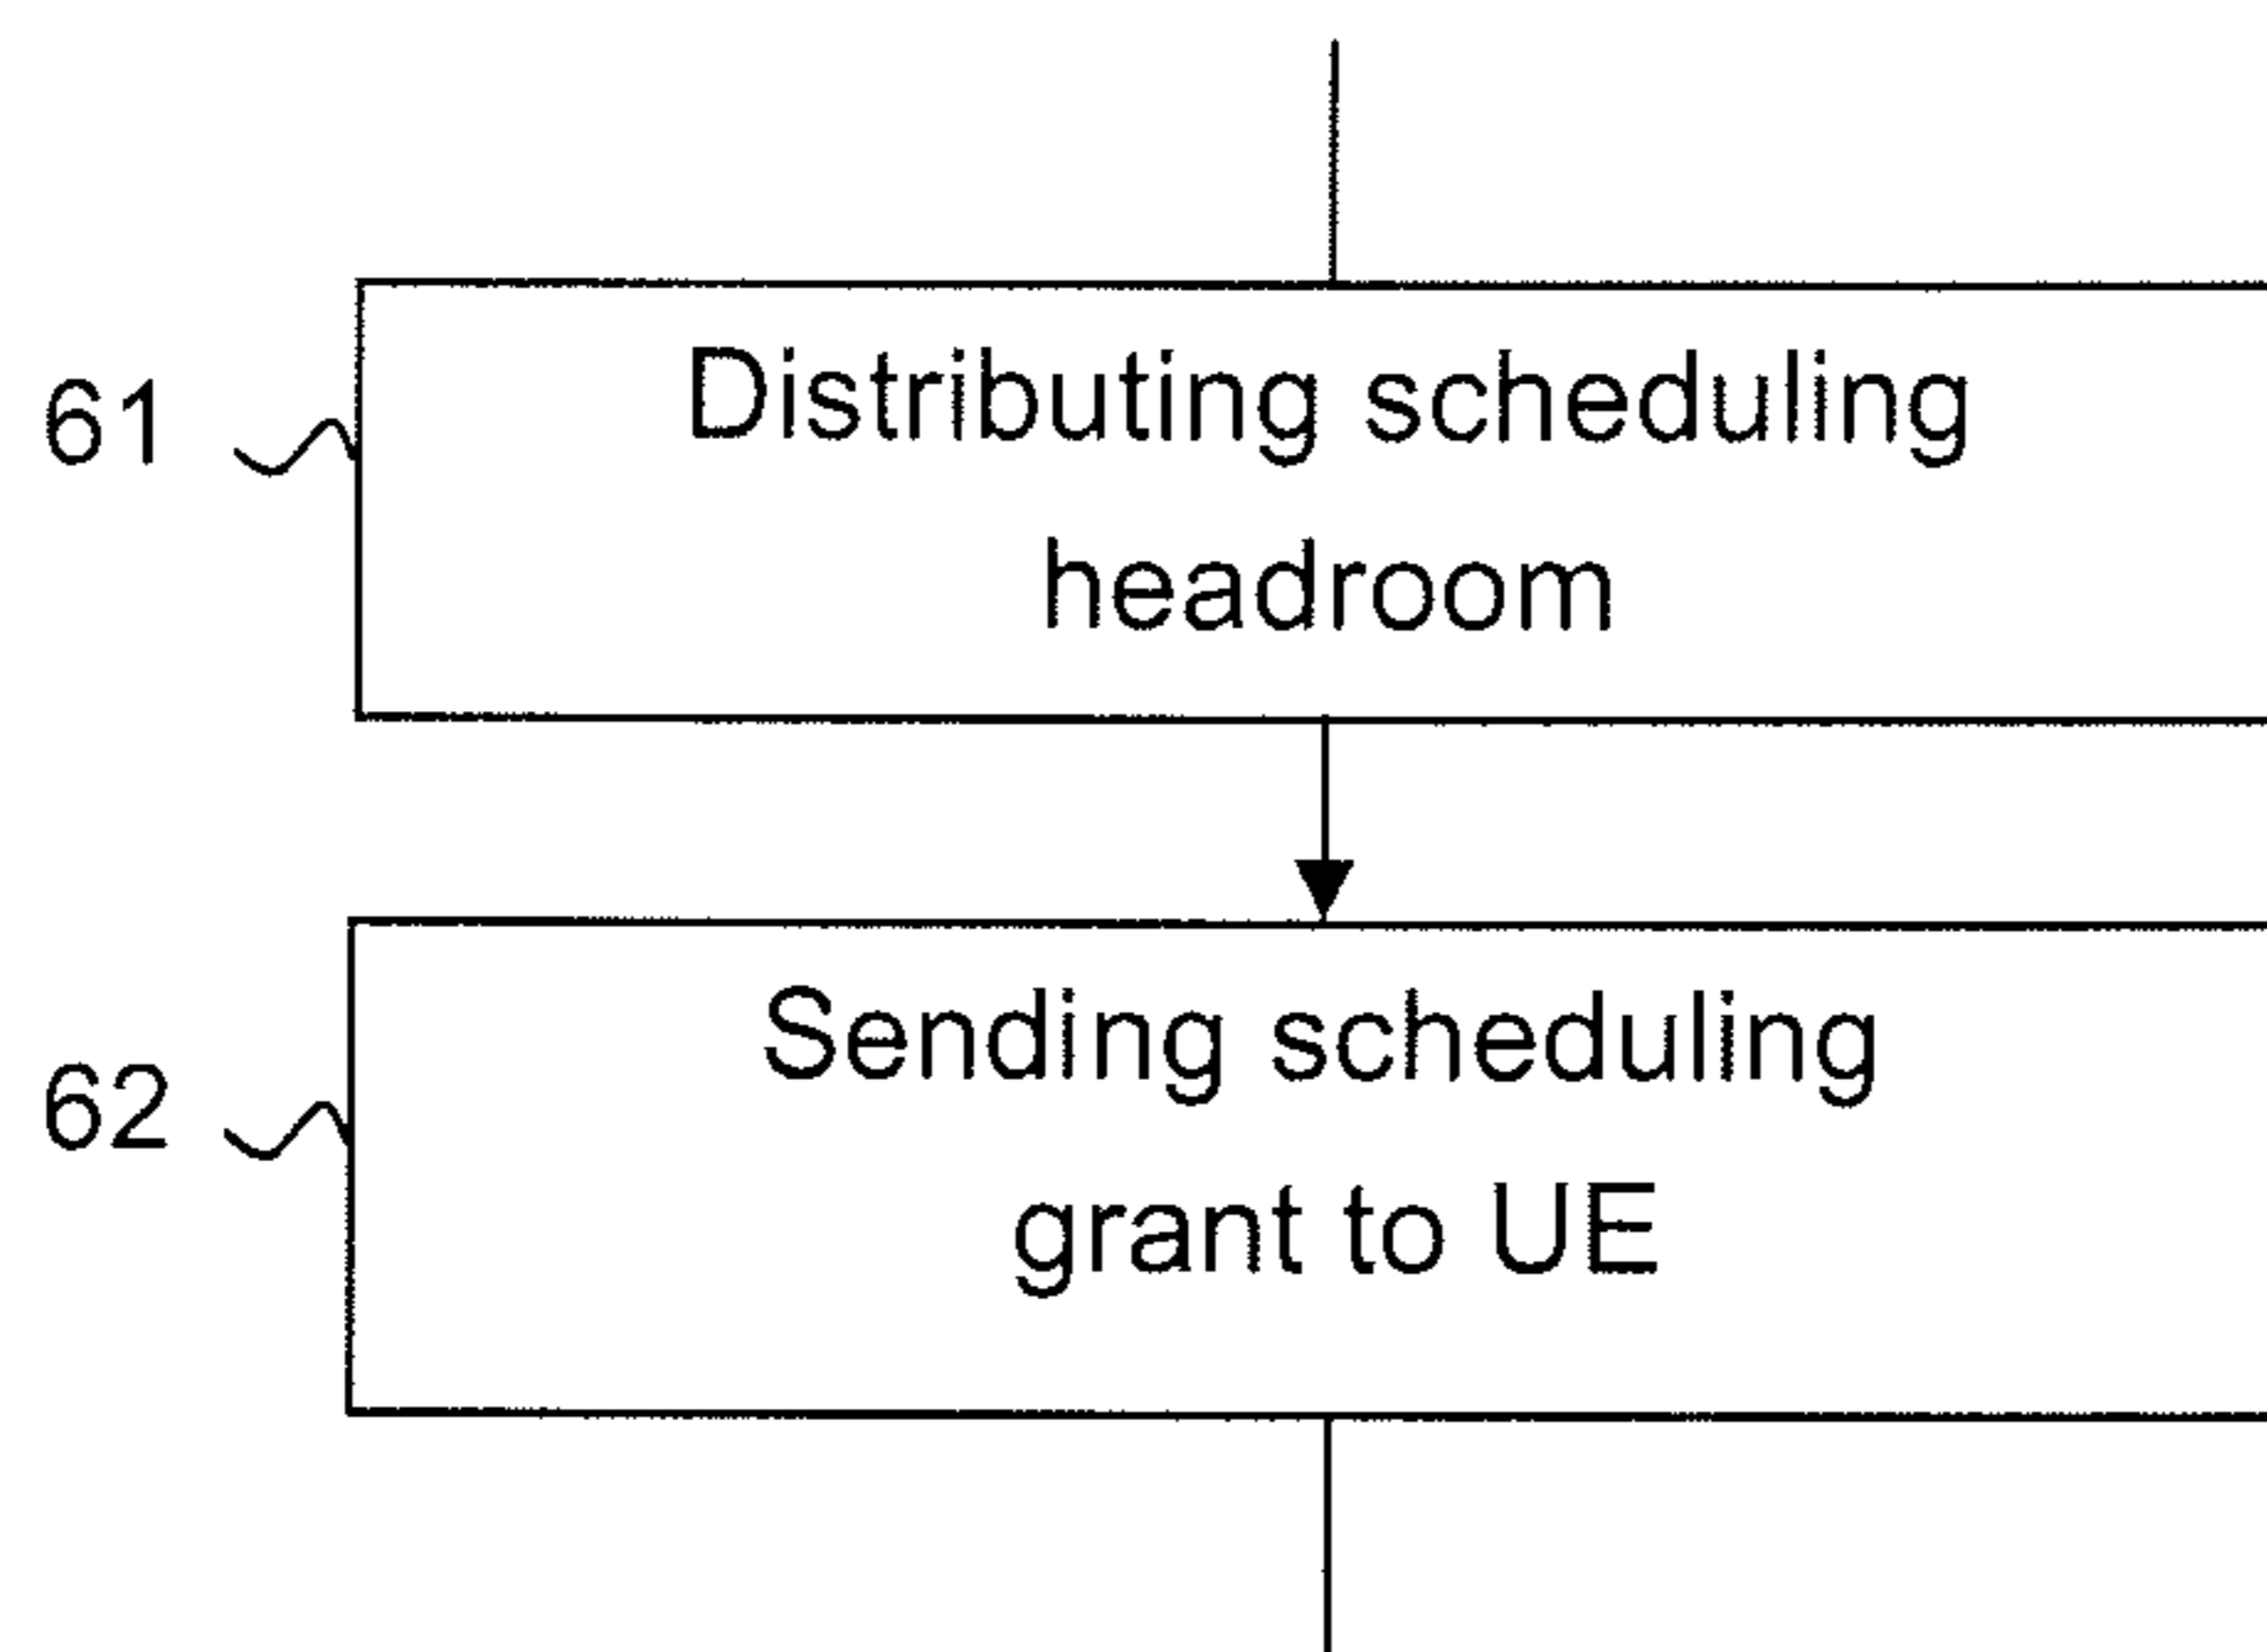 61
Distributing scheduling
headroom
62
Sending scheduling
grant to UE